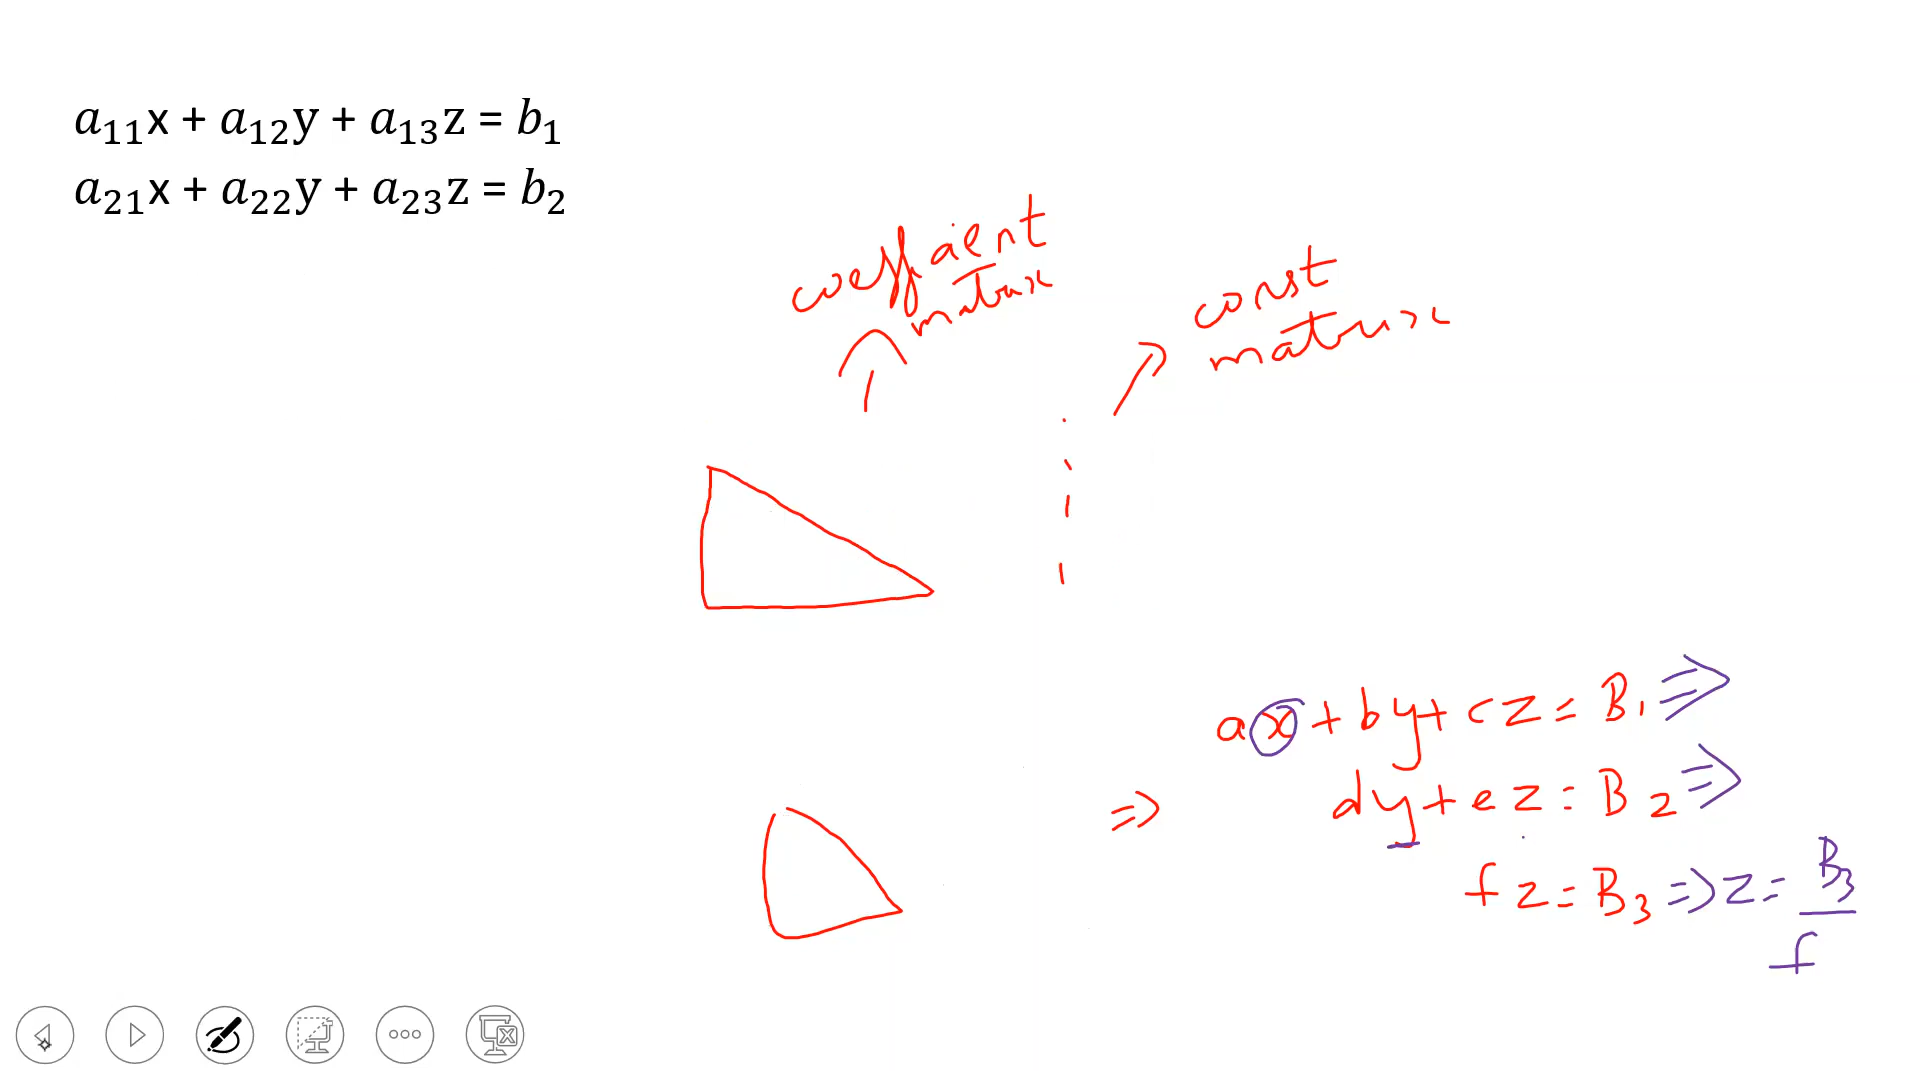 a₁₁x + a₁₂y + a₁₃z = b₁
a₂₁x + a₂₂y + a₂₃z = b₂
coefficient
matrix
const
matrix
ax + by + cz = B₁ ⇒
⇒ dy + ez = B₂ ⇒
fz = B₃ ⇒ z = B₃/f